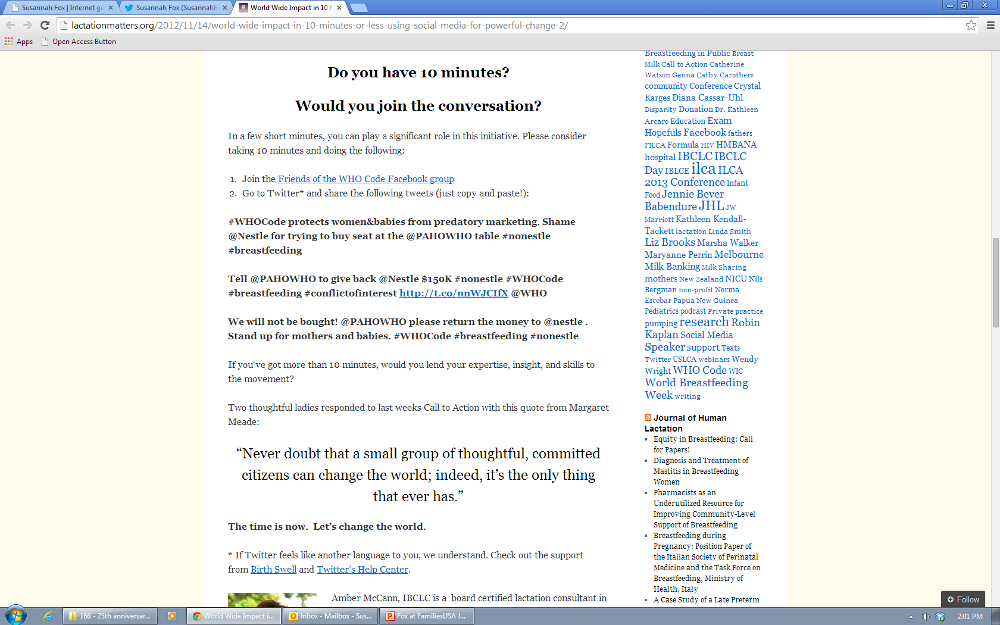 Susannah Fox | Internet ge
Susannah Fox (SusannahF
World Wide Impact in 10 M
lactationmatters.org/2012/11/14/world-wide-impact-in-10-minutes-or-less-using-social-media-for-powerful-change-2/
Apps
Open Access Button
Do you have 10 minutes?
Would you join the conversation?
In a few short minutes, you can play a significant role in this initiative. Please consider
taking 10 minutes and doing the following:
1. Join the Friends of the WHO Code Facebook group
2. Go to Twitter* and share the following tweets (just copy and paste!):
#WHOCode protects women&babies from predatory marketing. Shame
@Nestle for trying to buy seat at the @PAHOWHO table #nonestle
#breastfeeding
Tell @PAHOWHO to give back @Nestle $150K #nonestle #WHOCode
#breastfeeding #conflictofinterest http://t.co/nnWJCIfX @WHO
We will not be bought! @PAHOWHO please return the money to @nestle .
Stand up for mothers and babies. #WHOCode #breastfeeding #nonestle
If you’ve got more than 10 minutes, would you lend your expertise, insight, and skills to
the movement?
Two thoughtful ladies responded to last weeks Call to Action with this quote from Margaret
Meade:
“Never doubt that a small group of thoughtful, committed
citizens can change the world; indeed, it’s the only thing
that ever has.”
The time is now.  Let’s change the world.
* If Twitter feels like another language to you, we understand. Check out the support
from Birth Swell and Twitter’s Help Center.
Amber McCann, IBCLC is a  board certified lactation consultant in
Breastfeeding in Public Breast
Milk Call to Action Catherine
Watson Genna Cathy Carothers
community Conference Crystal
Karges Diana Cassar-Uhl
Disparity Donation Dr. Kathleen
Arcaro Education Exam
Hopefuls Facebook fathers
FILCA Formula HIV HMBANA
hospital IBCLC IBCLC
Day IBLCE ilca ILCA
2013 Conference Infant
Food Jennie Bever
Babendure JHL JW
Marriott Kathleen Kendall-
Tackett lactation Linda Smith
Liz Brooks Marsha Walker
Maryanne Perrin Melbourne
Milk Banking Milk Sharing
mothers New Zealand NICU Nils
Bergman non-profit Norma
Escobar Papua New Guinea
Pediatrics podcast Private practice
pumping research Robin
Kaplan Social Media
Speaker support Teats
Twitter USLCA webinars Wendy
Wright WHO Code WIC
World Breastfeeding
Week writing
Journal of Human
Lactation
Equity in Breastfeeding: Call
for Papers!
Diagnosis and Treatment of
Mastitis in Breastfeeding
Women
Pharmacists as an
Underutilized Resource for
Improving Community-Level
Support of Breastfeeding
Breastfeeding during
Pregnancy: Position Paper of
the Italian Society of Perinatal
Medicine and the Task Force on
Breastfeeding, Ministry of
Health, Italy
A Case Study of a Late Preterm
Follow
166 - 25th anniversar...
World Wide Impact i...
Inbox - Mailbox - Sus...
Fox at FamiliesUSA J...
2:01 PM